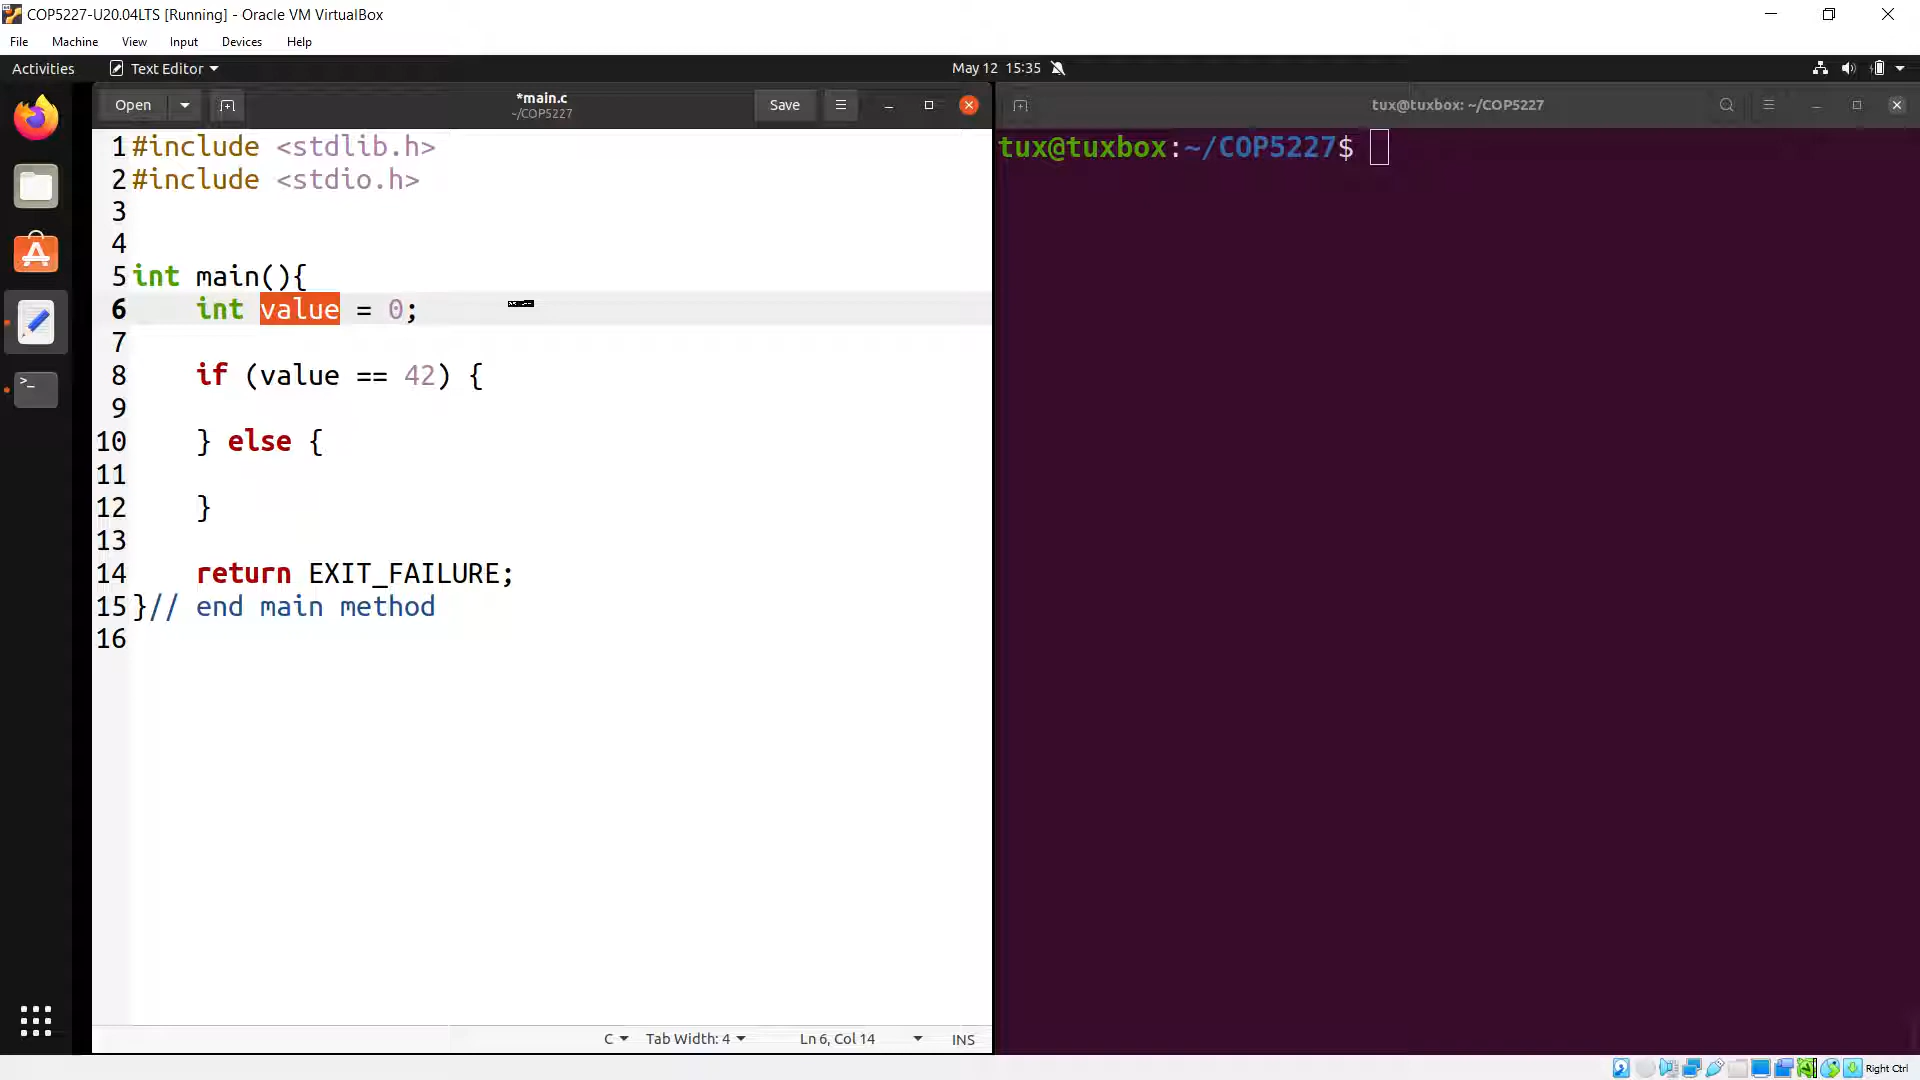 COP5227-U20.04LTS [Running] - Oracle VM VirtualBox
File Machine View Input Devices Help
Activities Text Editor May 12 15:35
Open *main.c Save
~/COP5227
tux@tuxbox: ~/COP5227
1 #include <stdlib.h>
2 #include <stdio.h>
3
4
5 int main(){
6     int value = 0;
7
8     if (value == 42) {
9
10     } else {
11
12     }
13
14     return EXIT_FAILURE;
15 }// end main method
16
tux@tuxbox:~/COP5227$
C Tab Width: 4 Ln 6, Col 14 INS
Right Ctrl